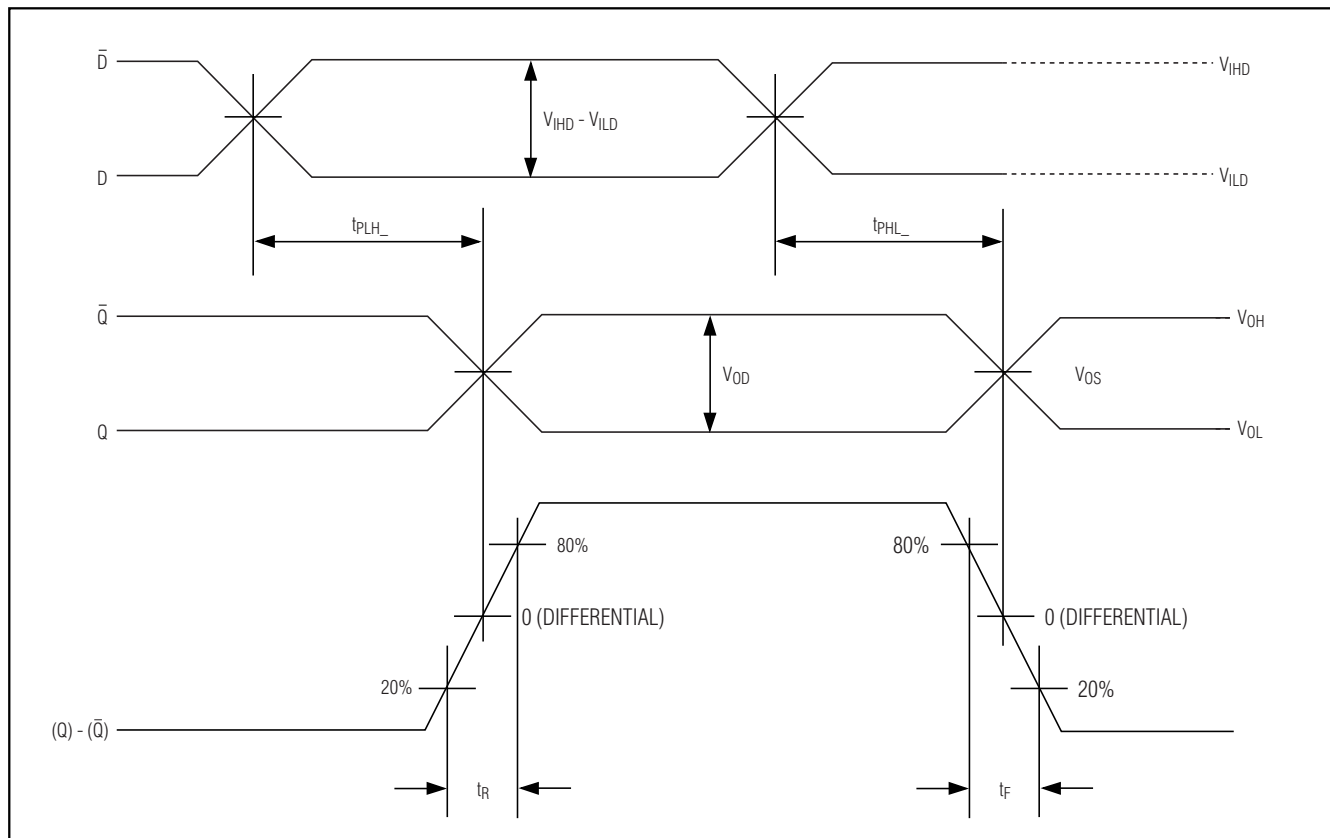 D̄
V_IHD
V_IHD - V_ILD
D
V_ILD
t_PLH_
t_PHL_
Q̄
V_OH
V_OD
V_OS
Q
V_OL
80%
80%
0 (DIFFERENTIAL)
0 (DIFFERENTIAL)
20%
20%
(Q) - (Q̄)
t_R
t_F